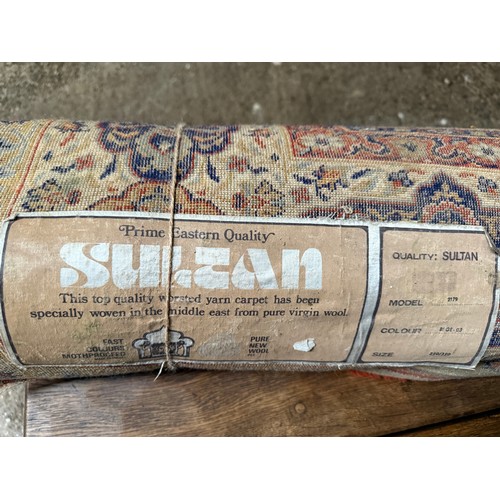 Prime Eastern Quality
SULTAN
This top quality worsted yarn carpet has been
specially woven in the middle east from pure virgin wool.
FAST
COLOURS
MOTHPROOFED
PURE
NEW
WOOL
QUALITY: SULTAN
MODEL
COLOUR
SIZE